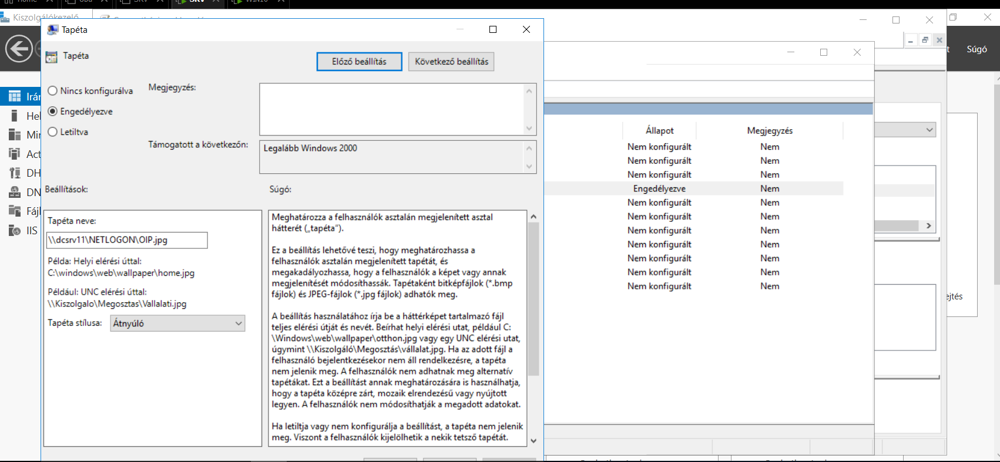 Home
SRV
SRV
WIN10
Kiszolgálókezelő
Tapéta
Tapéta
Előző beállítás
Következő beállítás
Nincs konfigurálva
Engedélyezve
Letiltva
Megjegyzés:
Támogatott a következőn:
Legalább Windows 2000
Beállítások:
Súgó:
Tapéta neve:
\\dcsrv11\NETLOGON\OIP.jpg
Példa: Helyi elérési úttal:
C:\windows\web\wallpaper\home.jpg
Például: UNC elérési úttal:
\\Kiszolgalo\Megosztas\Vallalati.jpg
Tapéta stílusa:
Átnyúló
Meghatározza a felhasználók asztalán megjelenített asztal
hátterét („tapéta”).
Ez a beállítás lehetővé teszi, hogy meghatározhassa a
felhasználók asztalán megjelenített tapétát, és
megakadályozhassa, hogy a felhasználók a képet vagy annak
megjelenítését módosíthassák. Tapétaként bitképfájlok (*.bmp
fájlok) és JPEG-fájlok (*.jpg fájlok) adhatók meg.
A beállítás használatához írja be a háttérképet tartalmazó fájl
teljes elérési útját és nevét. Beírhat helyi elérési utat, például C:
\Windows\web\wallpaper\otthon.jpg vagy egy UNC elérési utat,
úgymint \\Kiszolgáló\Megosztás\vállalat.jpg. Ha az adott fájl a
felhasználó bejelentkezésekor nem áll rendelkezésre, a tapéta
nem jelenik meg. A felhasználók nem adhatnak meg alternatív
tapétákat. Ezt a beállítást annak meghatározására is használhatja,
hogy a tapéta középre zárt, mozaik elrendezésű vagy nyújtott
legyen. A felhasználók nem módosíthatják a megadott adatokat.
Ha letiltja vagy nem konfigurálja a beállítást, a tapéta nem jelenik
meg. Viszont a felhasználók kijelölhetik a nekik tetsző tapétát.
Irán
Hel
Min
Act
DH
DN
Fájl
IIS
Állapot Megjegyzés
Nem konfigurált Nem
Nem konfigurált Nem
Nem konfigurált Nem
Engedélyezve Nem
Nem konfigurált Nem
Nem konfigurált Nem
Nem konfigurált Nem
Nem konfigurált Nem
Nem konfigurált Nem
Nem konfigurált Nem
Nem konfigurált Nem
t
Súgó
ejtés